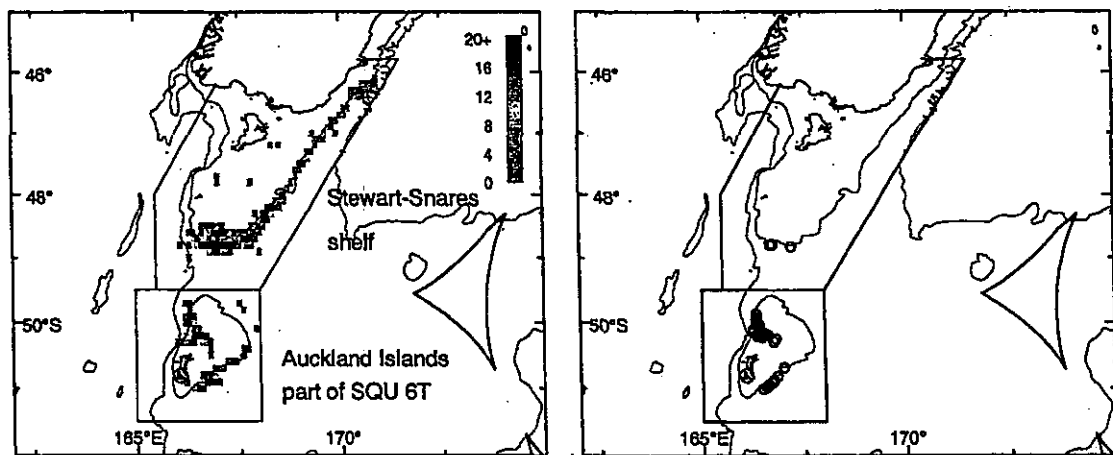 20+
46°
16
12
8
4
0
48°
Stewart-Snares
shelf
50°S
Auckland Islands
part of SQU 6T
165°E
170°
46°
48°
50°S
165°E
170°